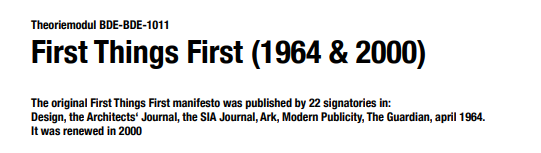 Theoriemodul BDE-BDE-1011
First Things First (1964 & 2000)
The original First Things First manifesto was published by 22 signatories in:
Design, the Architects‘ Journal, the SIA Journal, Ark, Modern Publicity, The Guardian, april 1964.
It was renewed in 2000